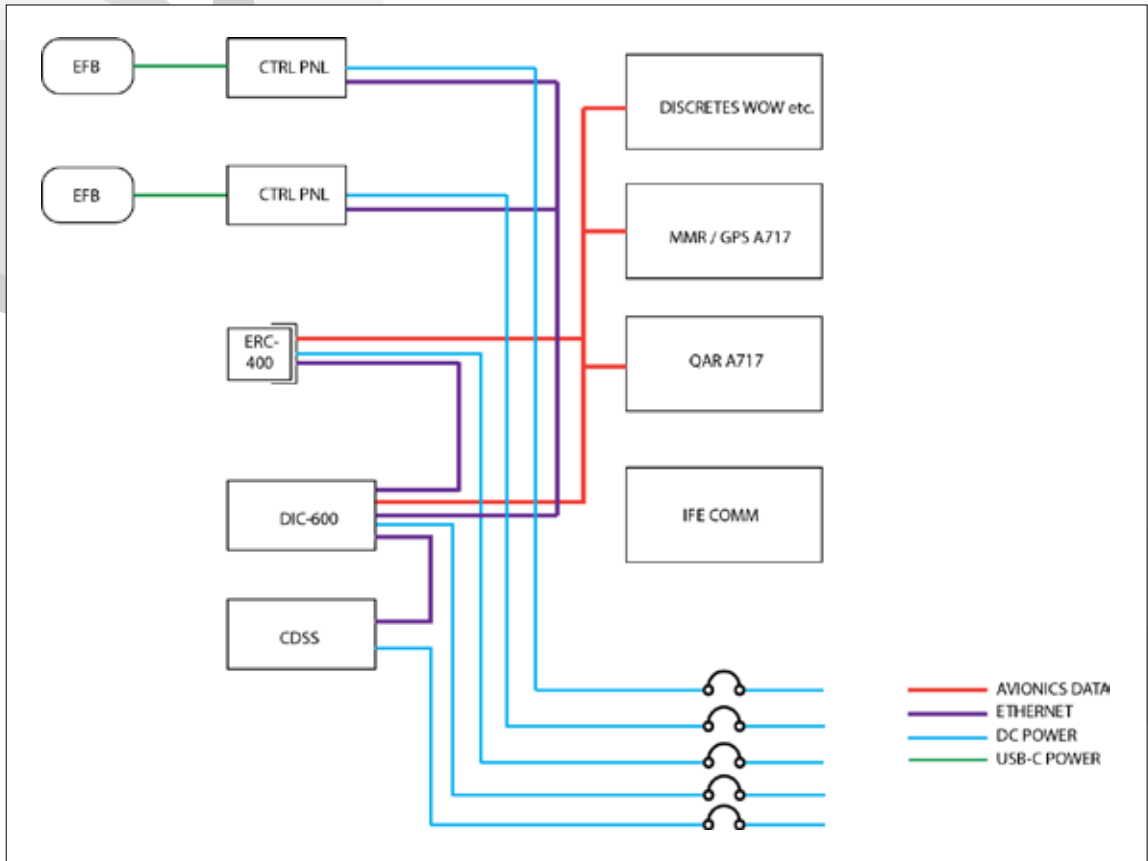 EFB
CTRL PNL
DISCRETES WOW etc.
EFB
CTRL PNL
MMR / GPS A717
ERC-
400
QAR A717
DIC-600
IFE COMM
CDSS
AVIONICS DATA
ETHERNET
DC POWER
USB-C POWER